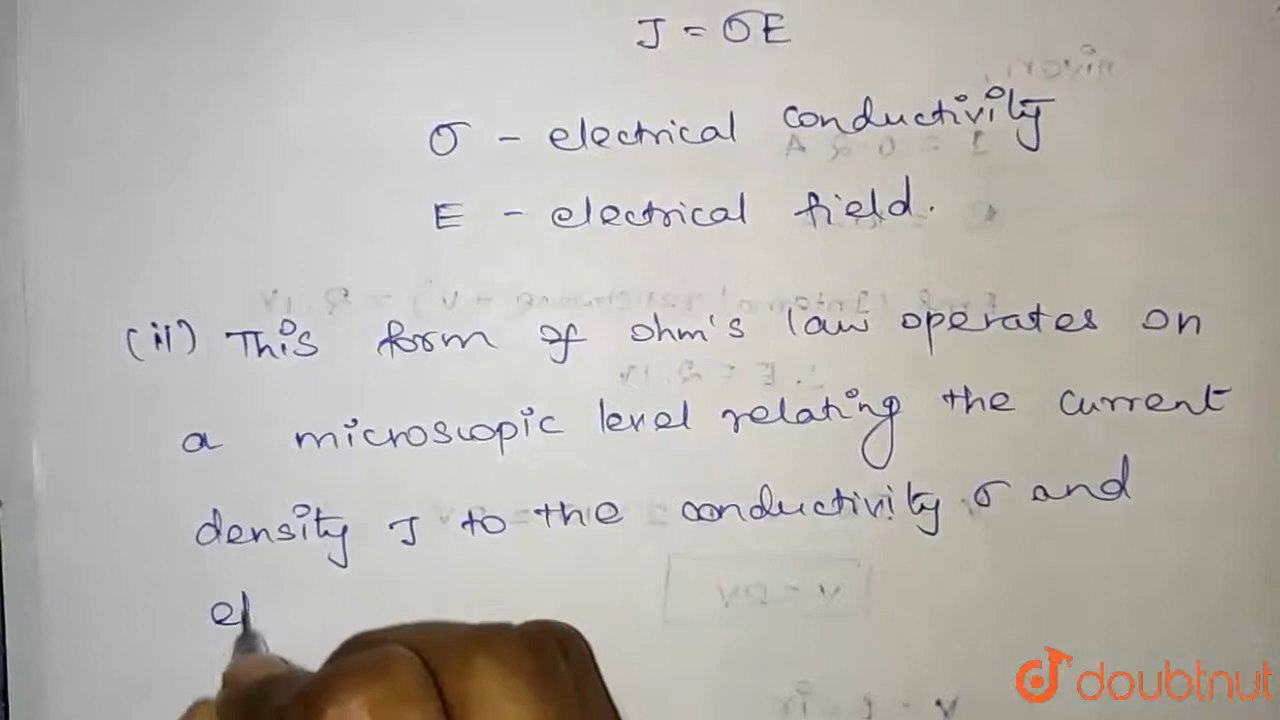 J = σE
σ - electrical conductivity
E - electrical field.
(ii) This form of ohm's law operates on
a microscopic level relating the current
density J to the conductivity σ and
el
doubtnut